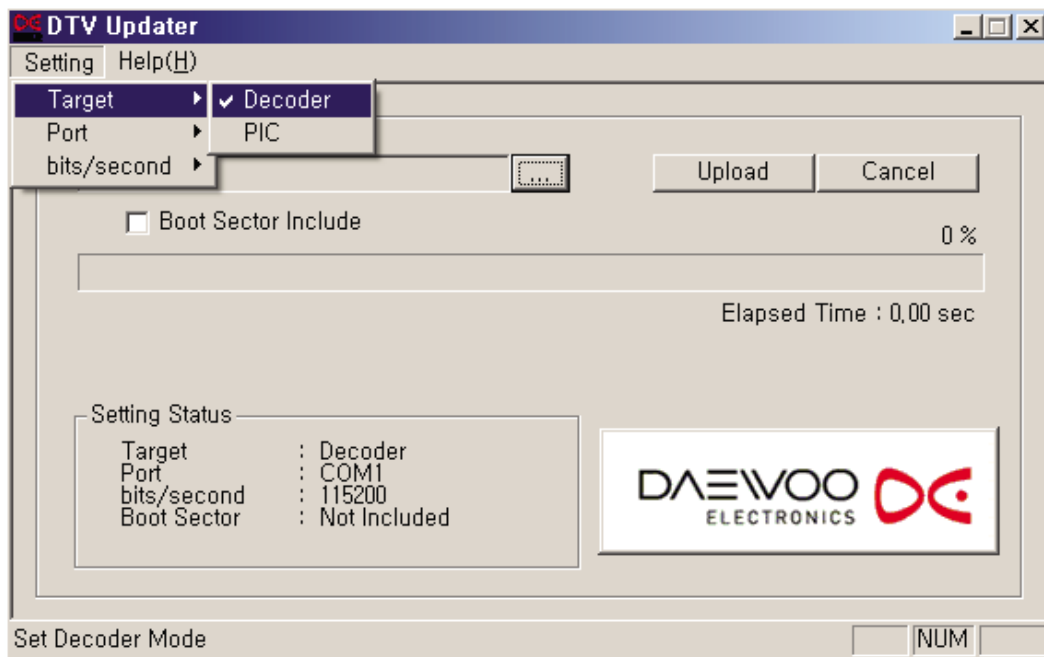 DTV Updater
Setting Help(H)
Target Decoder
Port PIC
bits/second
... Upload Cancel
Boot Sector Include
0 %
Elapsed Time : 0,00 sec
Setting Status
Target : Decoder
Port : COM1
bits/second : 115200
Boot Sector : Not Included
DAEWOO
ELECTRONICS
Set Decoder Mode NUM